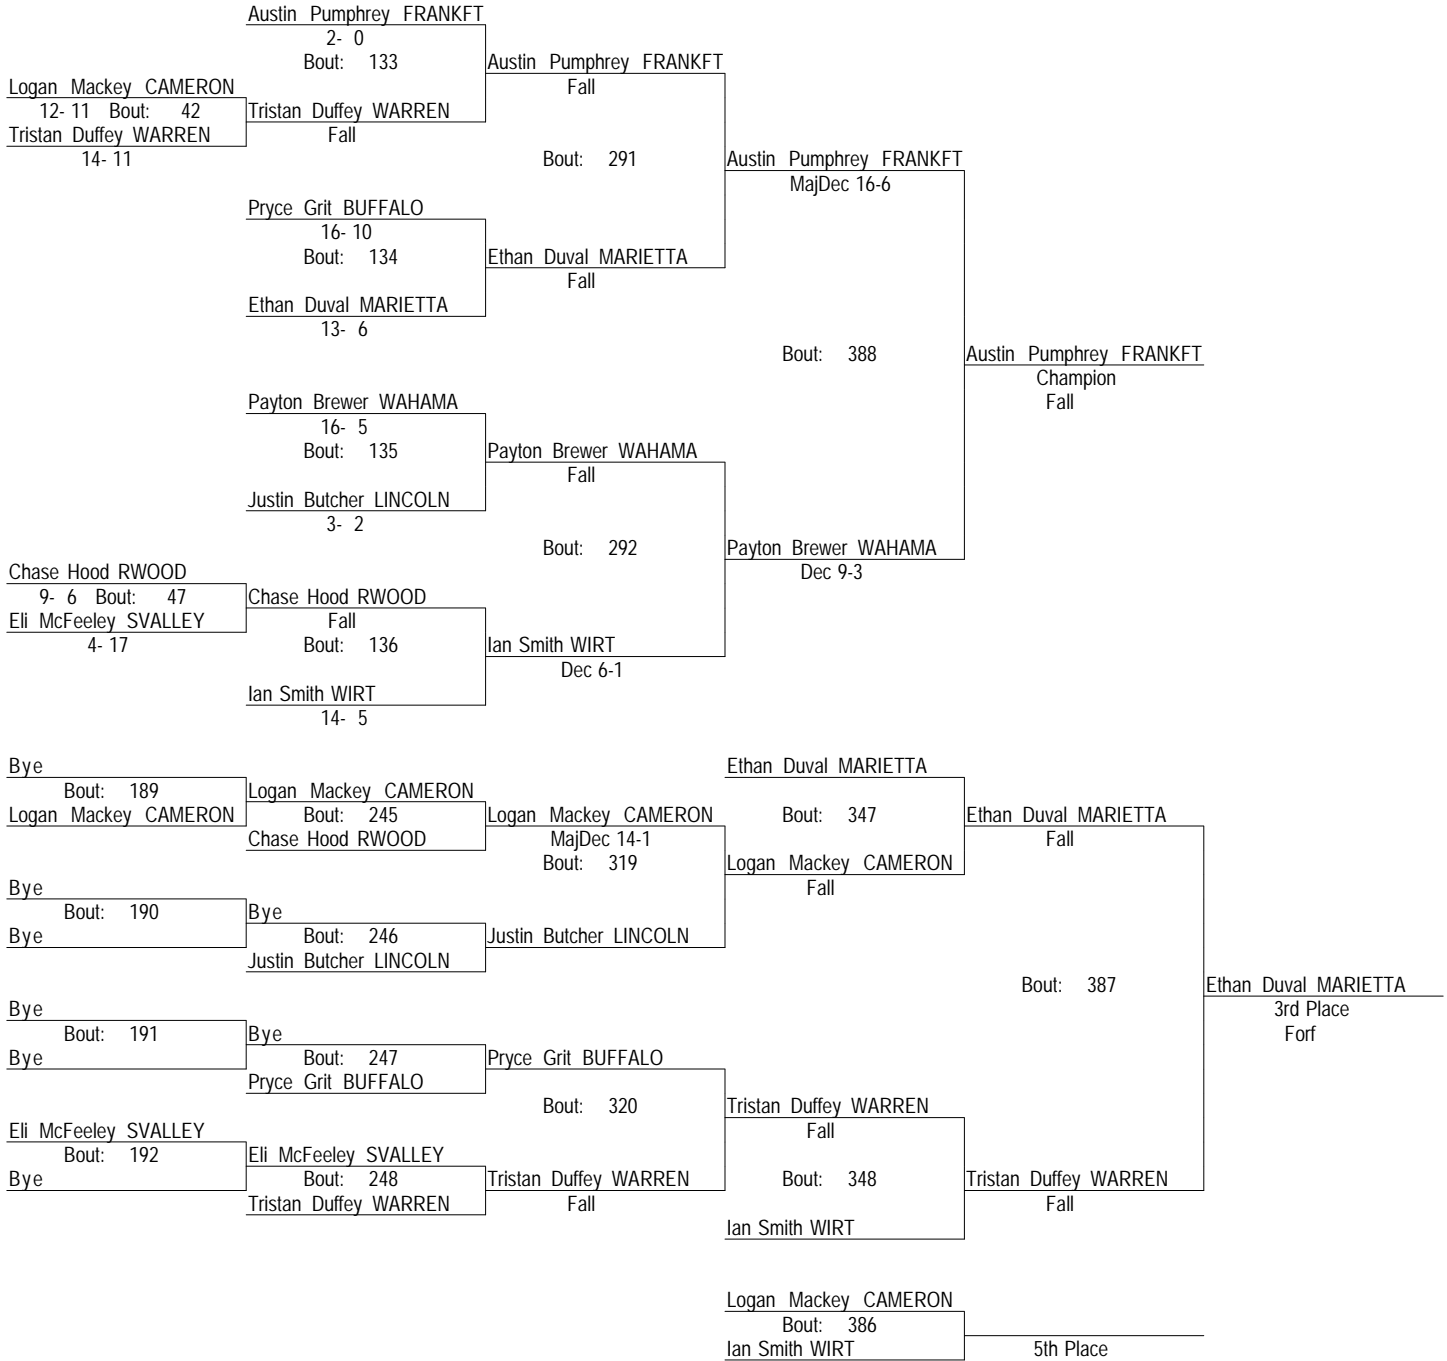 Austin Pumphrey FRANKFT
2- 0
Bout: 133 Austin Pumphrey FRANKFT
Logan Mackey CAMERON Fall
12- 11 Bout: 42 Tristan Duffey WARREN
Tristan Duffey WARREN Fall
14- 11 Bout: 291 Austin Pumphrey FRANKFT
MajDec 16-6
Pryce Grit BUFFALO
16- 10
Bout: 134 Ethan Duval MARIETTA
Fall
Ethan Duval MARIETTA
13- 6
Bout: 388 Austin Pumphrey FRANKFT
Champion
Payton Brewer WAHAMA Fall
16- 5
Bout: 135 Payton Brewer WAHAMA
Fall
Justin Butcher LINCOLN
3- 2
Bout: 292 Payton Brewer WAHAMA
Chase Hood RWOOD Dec 9-3
9- 6 Bout: 47 Chase Hood RWOOD
Eli McFeeley SVALLEY Fall
4- 17 Bout: 136 Ian Smith WIRT
Dec 6-1
Ian Smith WIRT
14- 5
Bye Ethan Duval MARIETTA
Bout: 189 Logan Mackey CAMERON
Logan Mackey CAMERON Bout: 245 Logan Mackey CAMERON Bout: 347 Ethan Duval MARIETTA
Chase Hood RWOOD MajDec 14-1 Fall
Bout: 319 Logan Mackey CAMERON
Bye Fall
Bout: 190 Bye
Bye Bout: 246 Justin Butcher LINCOLN
Justin Butcher LINCOLN
Bout: 387 Ethan Duval MARIETTA
Bye 3rd Place
Bout: 191 Bye Forf
Bye Bout: 247 Pryce Grit BUFFALO
Pryce Grit BUFFALO
Bout: 320 Tristan Duffey WARREN
Eli McFeeley SVALLEY Fall
Bout: 192 Eli McFeeley SVALLEY
Bye Bout: 248 Tristan Duffey WARREN Bout: 348 Tristan Duffey WARREN
Tristan Duffey WARREN Fall Fall
Ian Smith WIRT
Logan Mackey CAMERON
Bout: 386
Ian Smith WIRT 5th Place